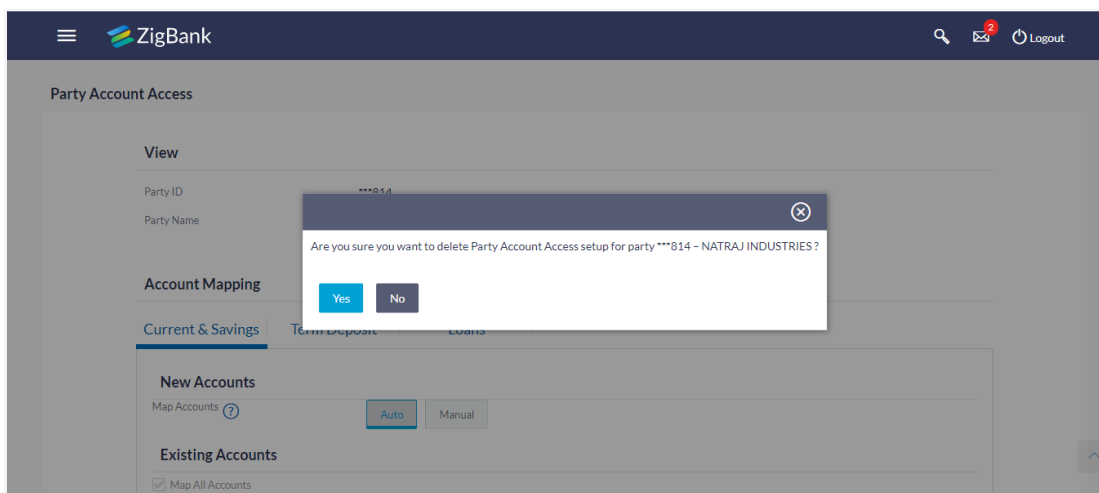 ZigBank
2
Logout
Party Account Access
View
Party ID ***814
Party Name
Are you sure you want to delete Party Account Access setup for party ***814 – NATRAJ INDUSTRIES ?
Yes No
Account Mapping
Current & Savings Term Deposit Loans
New Accounts
Map Accounts ? Auto Manual
Existing Accounts
Map All Accounts